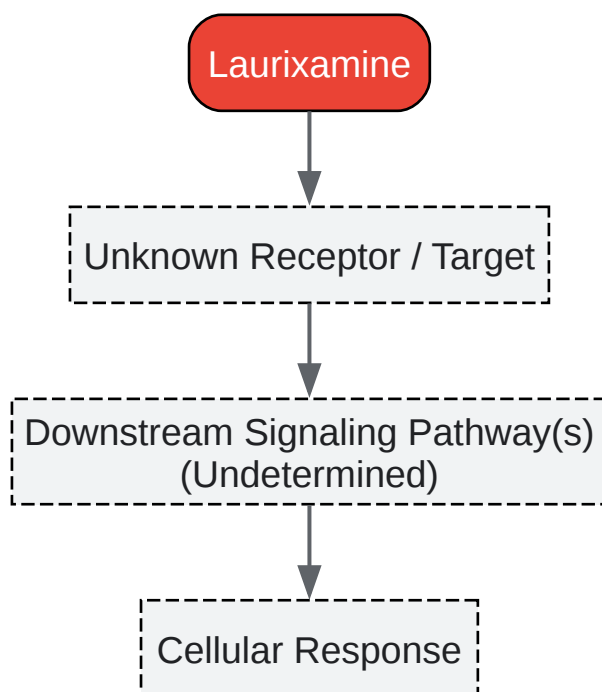 Laurixamine
Unknown Receptor / Target
Downstream Signaling Pathway(s)
(Undetermined)
Cellular Response